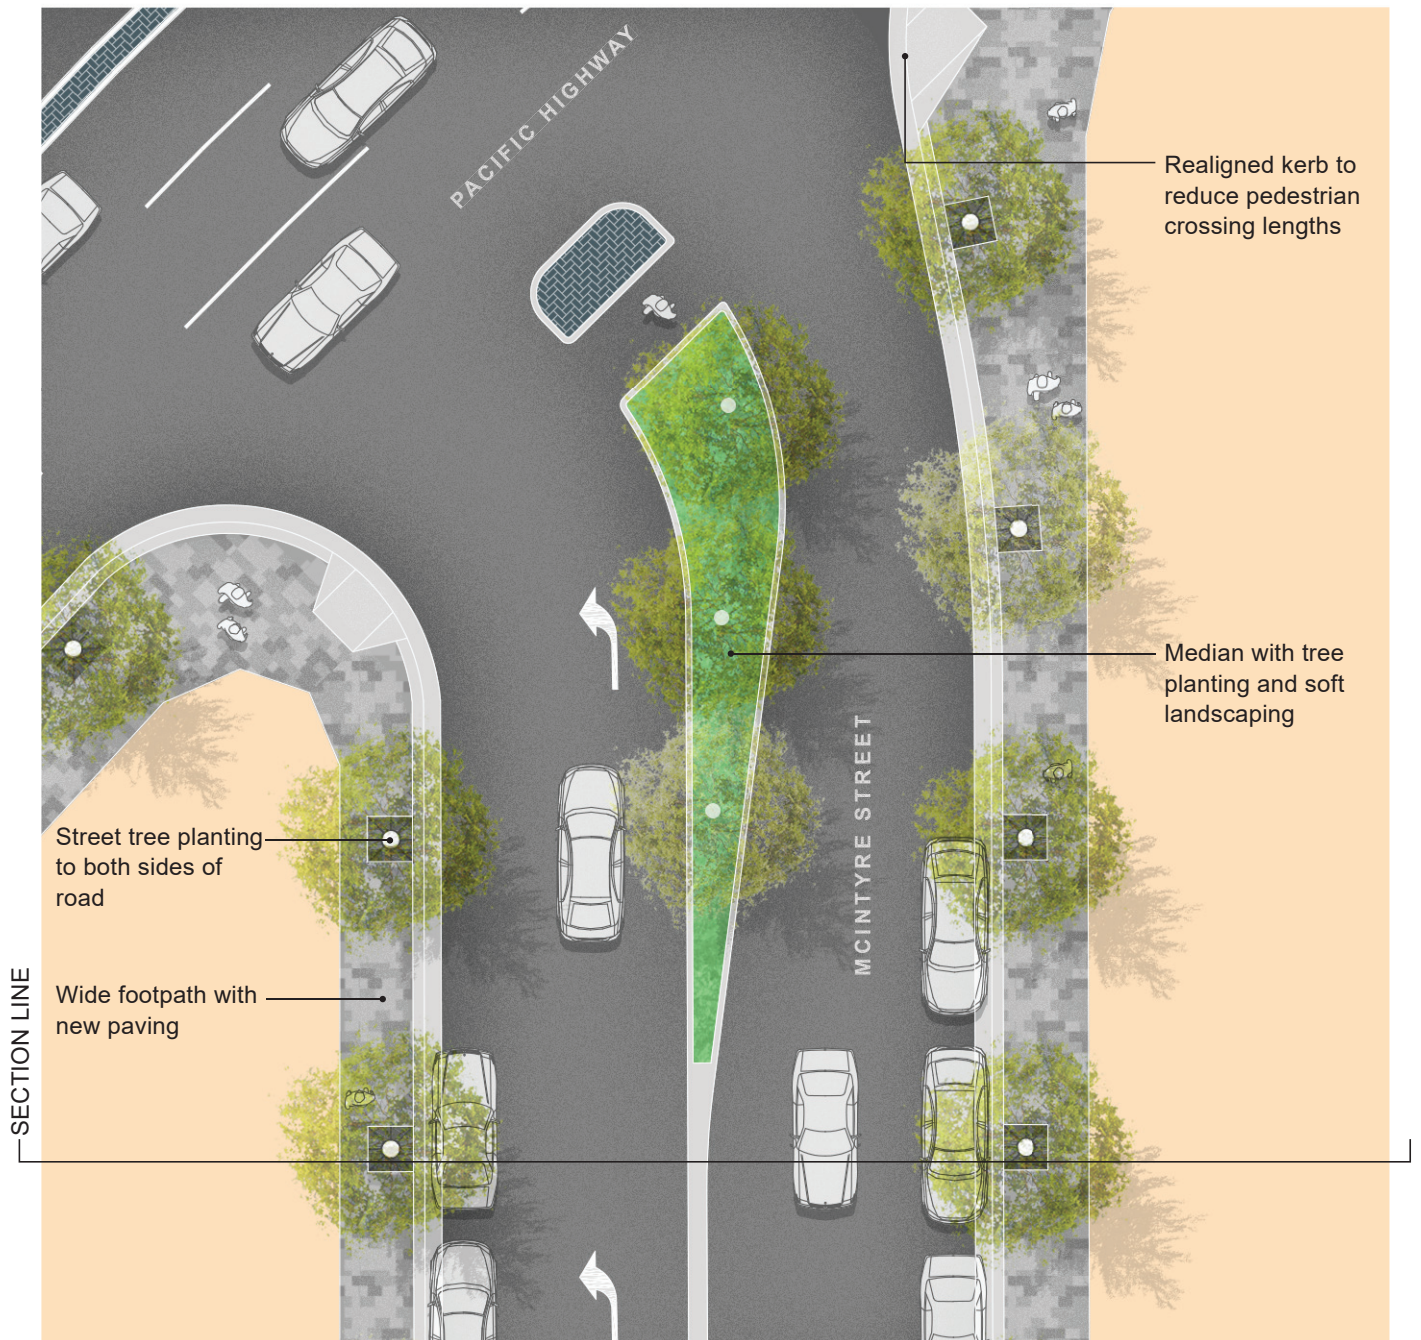 PACIFIC HIGHWAY
Realigned kerb to
reduce pedestrian
crossing lengths
Median with tree
planting and soft
landscaping
MCINTYRE STREET
Street tree planting
to both sides of
road
Wide footpath with
new paving
SECTION LINE